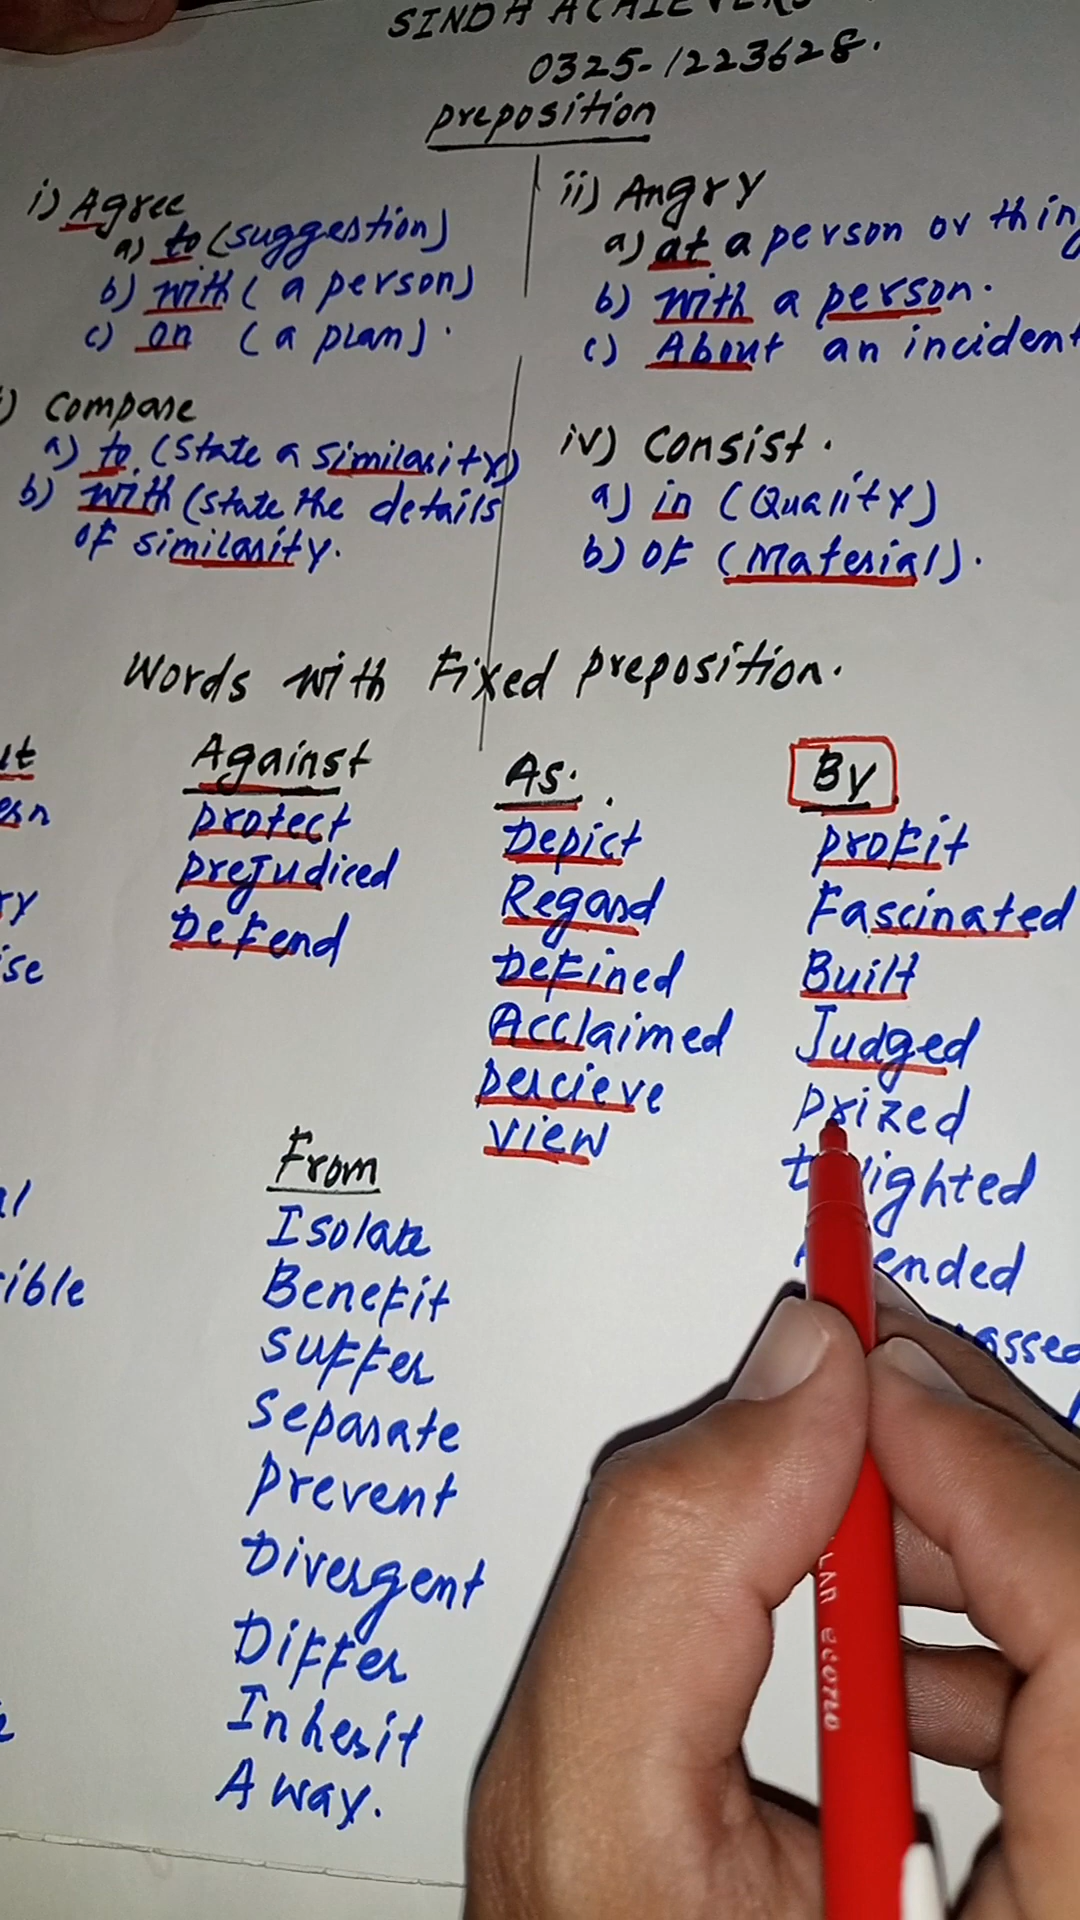 SINDH ACHIEVERS
0325-1223628.
preposition
i) Agree
a) to (suggestion)
b) with (a person)
c) on (a plan).
ii) Angry
a) at a person or thing
b) with a person.
c) About an incident
) Compare
a) to (State a similarity)
b) with (state the details
of similarity.
iv) Consist.
a) in (Quality)
b) of (Material).
Words with Fixed preposition.
Against
protect
prejudiced
Defend
As.
Depict
Regard
Defined
Acclaimed
percieve
view
By
profit
Fascinated
Built
Judged
prized
From
Isolate
Benefit
suffer
separate
prevent
Divergent
Differ
Inherit
Away.
ecorio